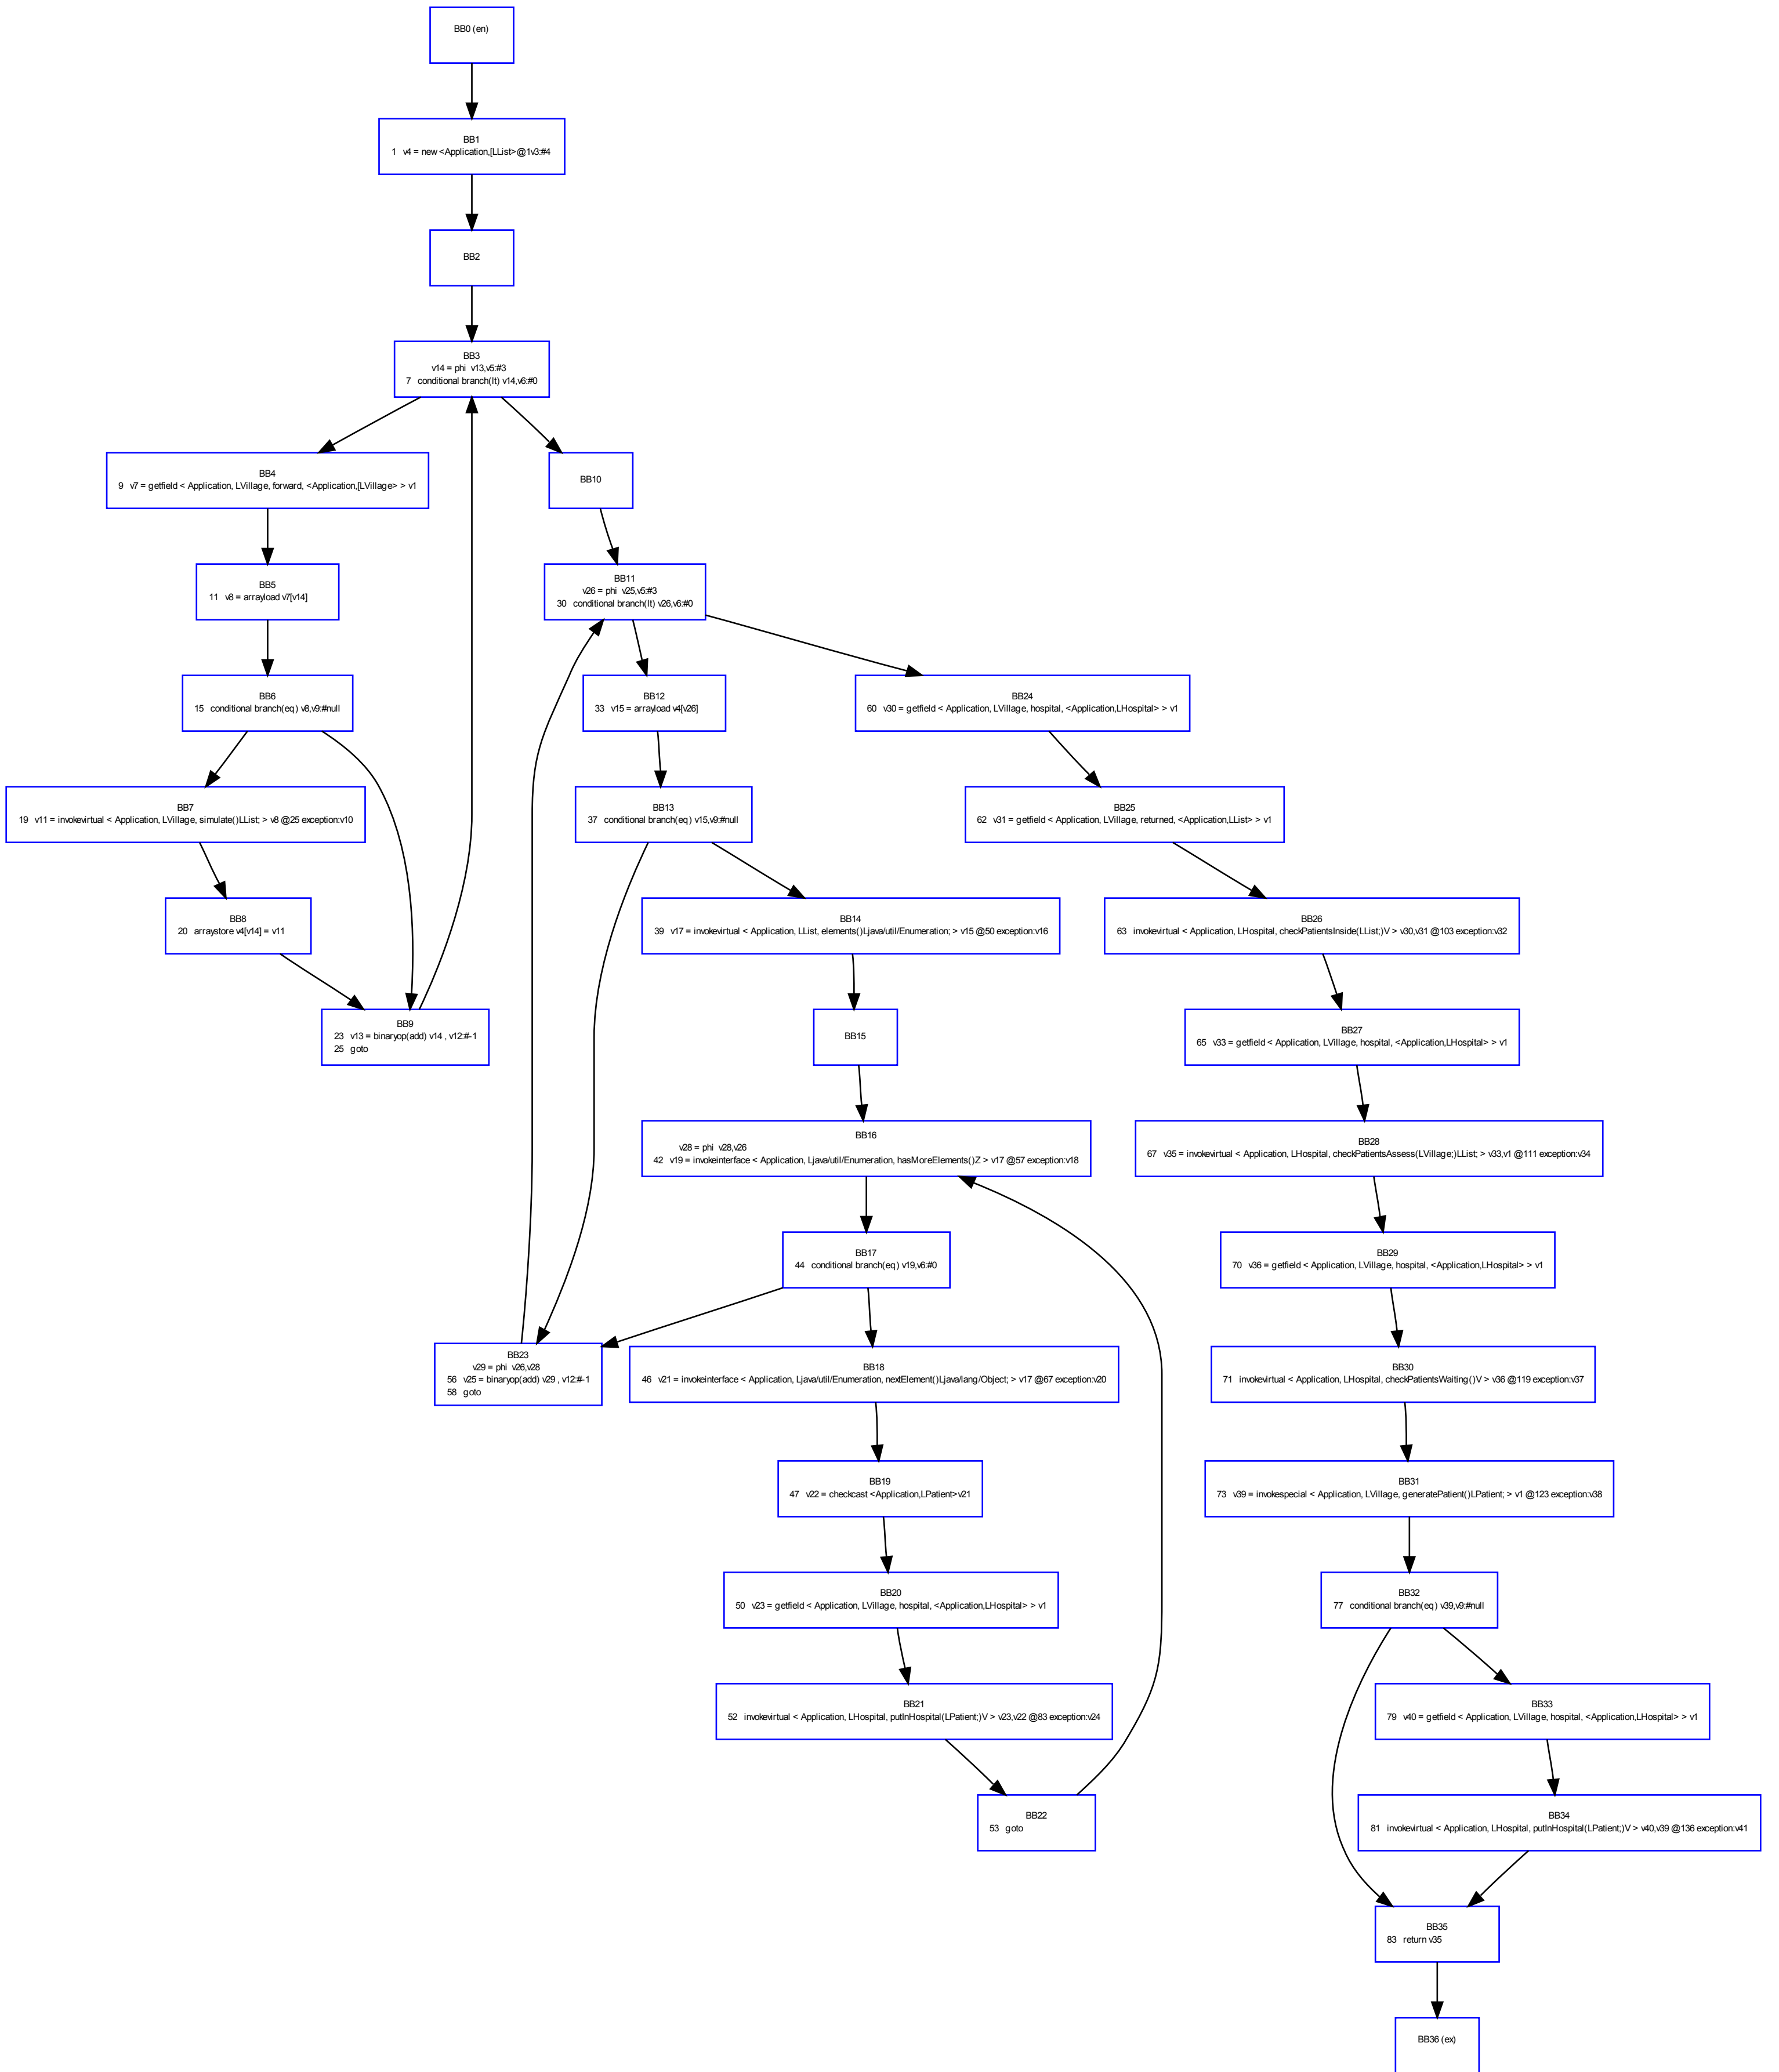 BB0 (en)
BB1
1 v4 = new <Application,[LList>@1v3:#4
BB2
BB3
v14 = phi v13,v5:#3
7 conditional branch(lt) v14,v6:#0
BB4
9 v7 = getfield < Application, LVillage, forward, <Application,[LVillage> > v1
BB10
BB5
11 v8 = arrayload v7[v14]
BB11
v26 = phi v25,v5:#3
30 conditional branch(lt) v26,v6:#0
BB6
15 conditional branch(eq) v8,v9:#null
BB12
33 v15 = arrayload v4[v26]
BB24
60 v30 = getfield < Application, LVillage, hospital, <Application,LHospital> > v1
BB7
19 v11 = invokevirtual < Application, LVillage, simulate()LList; > v8 @25 exception:v10
BB13
37 conditional branch(eq) v15,v9:#null
BB25
62 v31 = getfield < Application, LVillage, returned, <Application,LList> > v1
BB8
20 arraystore v4[v14] = v11
BB14
39 v17 = invokevirtual < Application, LList, elements()Ljava/util/Enumeration; > v15 @50 exception:v16
BB26
63 invokevirtual < Application, LHospital, checkPatientsInside(LList;)V > v30,v31 @103 exception:v32
BB9
23 v13 = binaryop(add) v14 , v12:#-1
25 goto
BB15
BB27
65 v33 = getfield < Application, LVillage, hospital, <Application,LHospital> > v1
BB16
v28 = phi v28,v26
42 v19 = invokeinterface < Application, Ljava/util/Enumeration, hasMoreElements()Z > v17 @57 exception:v18
BB28
67 v35 = invokevirtual < Application, LHospital, checkPatientsAssess(LVillage;)LList; > v33,v1 @111 exception:v34
BB17
44 conditional branch(eq) v19,v6:#0
BB29
70 v36 = getfield < Application, LVillage, hospital, <Application,LHospital> > v1
BB23
v29 = phi v26,v28
56 v25 = binaryop(add) v29 , v12:#-1
58 goto
BB18
46 v21 = invokeinterface < Application, Ljava/util/Enumeration, nextElement()Ljava/lang/Object; > v17 @67 exception:v20
BB30
71 invokevirtual < Application, LHospital, checkPatientsWaiting()V > v36 @119 exception:v37
BB19
47 v22 = checkcast <Application,LPatient>v21
BB31
73 v39 = invokespecial < Application, LVillage, generatePatient()LPatient; > v1 @123 exception:v38
BB20
50 v23 = getfield < Application, LVillage, hospital, <Application,LHospital> > v1
BB32
77 conditional branch(eq) v39,v9:#null
BB21
52 invokevirtual < Application, LHospital, putInHospital(LPatient;)V > v23,v22 @83 exception:v24
BB33
79 v40 = getfield < Application, LVillage, hospital, <Application,LHospital> > v1
BB22
53 goto
BB34
81 invokevirtual < Application, LHospital, putInHospital(LPatient;)V > v40,v39 @136 exception:v41
BB35
83 return v35
BB36 (ex)